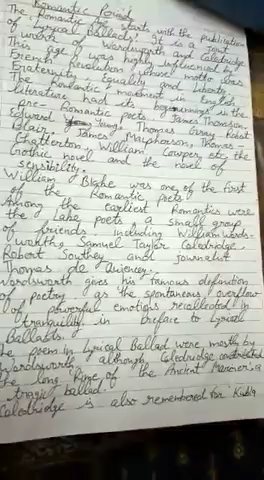 Romantic Period
The Romantic starts with the publication
of lyrical ballads, it is a joint
work of Wordsworth and Coledridge
This age was highly influenced by
French Revolution whose motto was
Fraternity, Equality and Liberty.
The Romantic movement in English
literature had its beginning in the
pre-Romantic poets, James Thomson
Edward Young, Thomas Gray, Robert
Blair, James Macpherson, Thomas-
Chatterton, William Cowper, etc, the
Gothic novel and the novel of
sensibility.
William Blake was one of the first
of the Romantic poets.
Among the earliest Romantics were
the Lake poets a small group
of friends including William words-
worth, Samuel Taylor Coledridge,
Robert Southey and journalist
Thomas de Quiencey.
Wordsworth gives his famous definition
of poetry as the spontaneous overflow
of powerful emotions recollected in
tranquility in preface to Lyrical
Ballads.
The poem in Lyrical Ballad were mostly by
Wordsworth although Coledridge contributed
the long Rime of the Ancient Mariner a
tragic ballad.
Coledridge is also remembered for Kubla